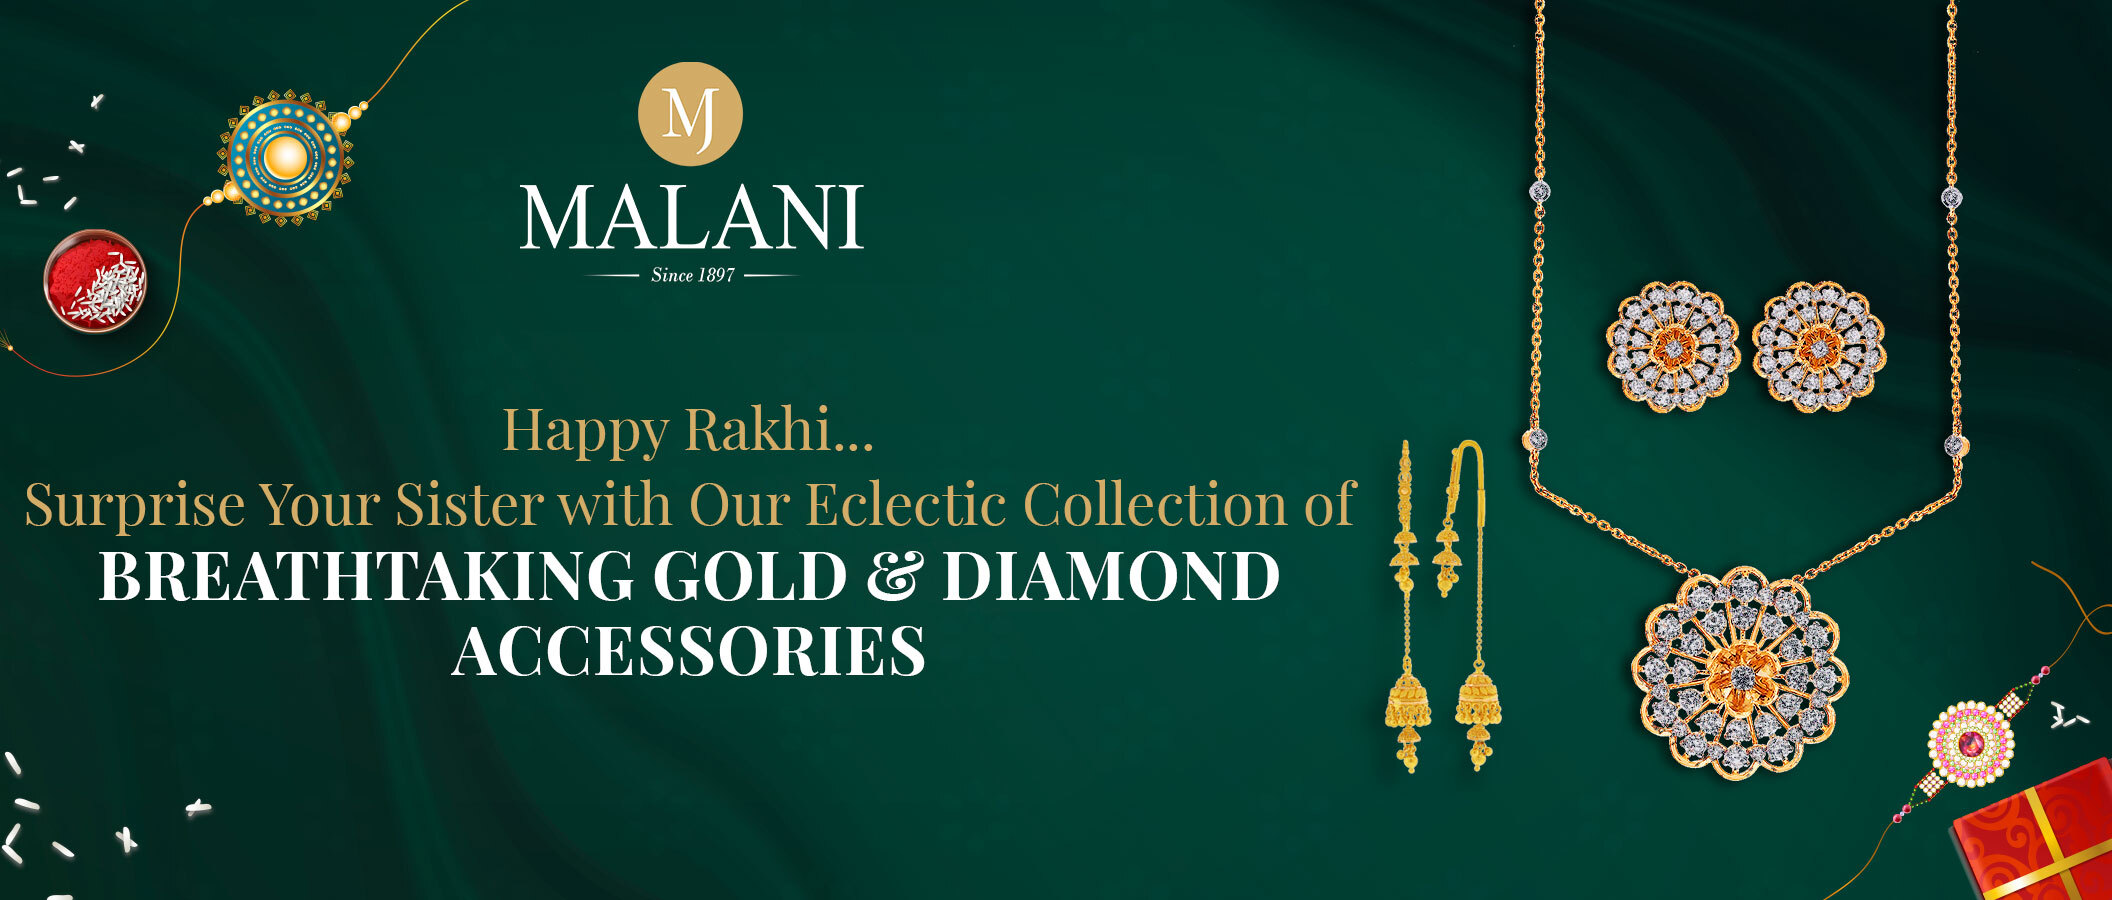 MJ
MALANI
Since 1897
Happy Rakhi...
Surprise Your Sister with Our Eclectic Collection of
BREATHTAKING GOLD & DIAMOND
ACCESSORIES